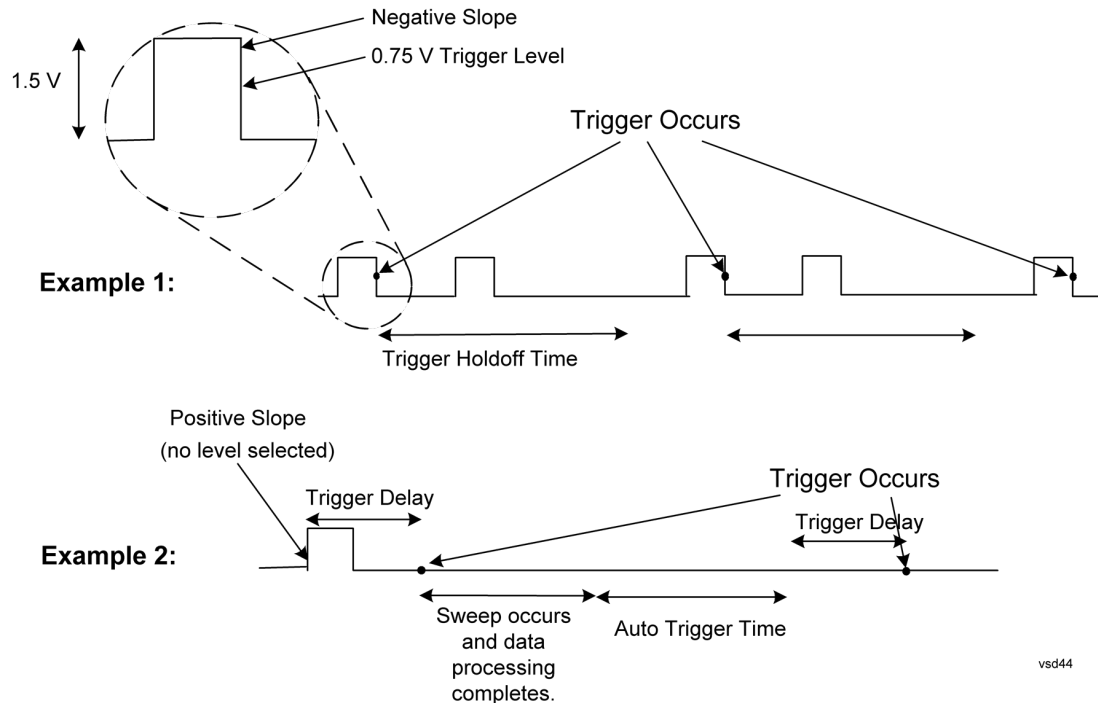 Negative Slope
0.75 V Trigger Level
1.5 V
Trigger Occurs
Example 1:
Trigger Holdoff Time
Positive Slope
(no level selected)
Trigger Delay
Trigger Occurs
Trigger Delay
Example 2:
Sweep occurs
and data
processing
completes.
Auto Trigger Time
vsd44